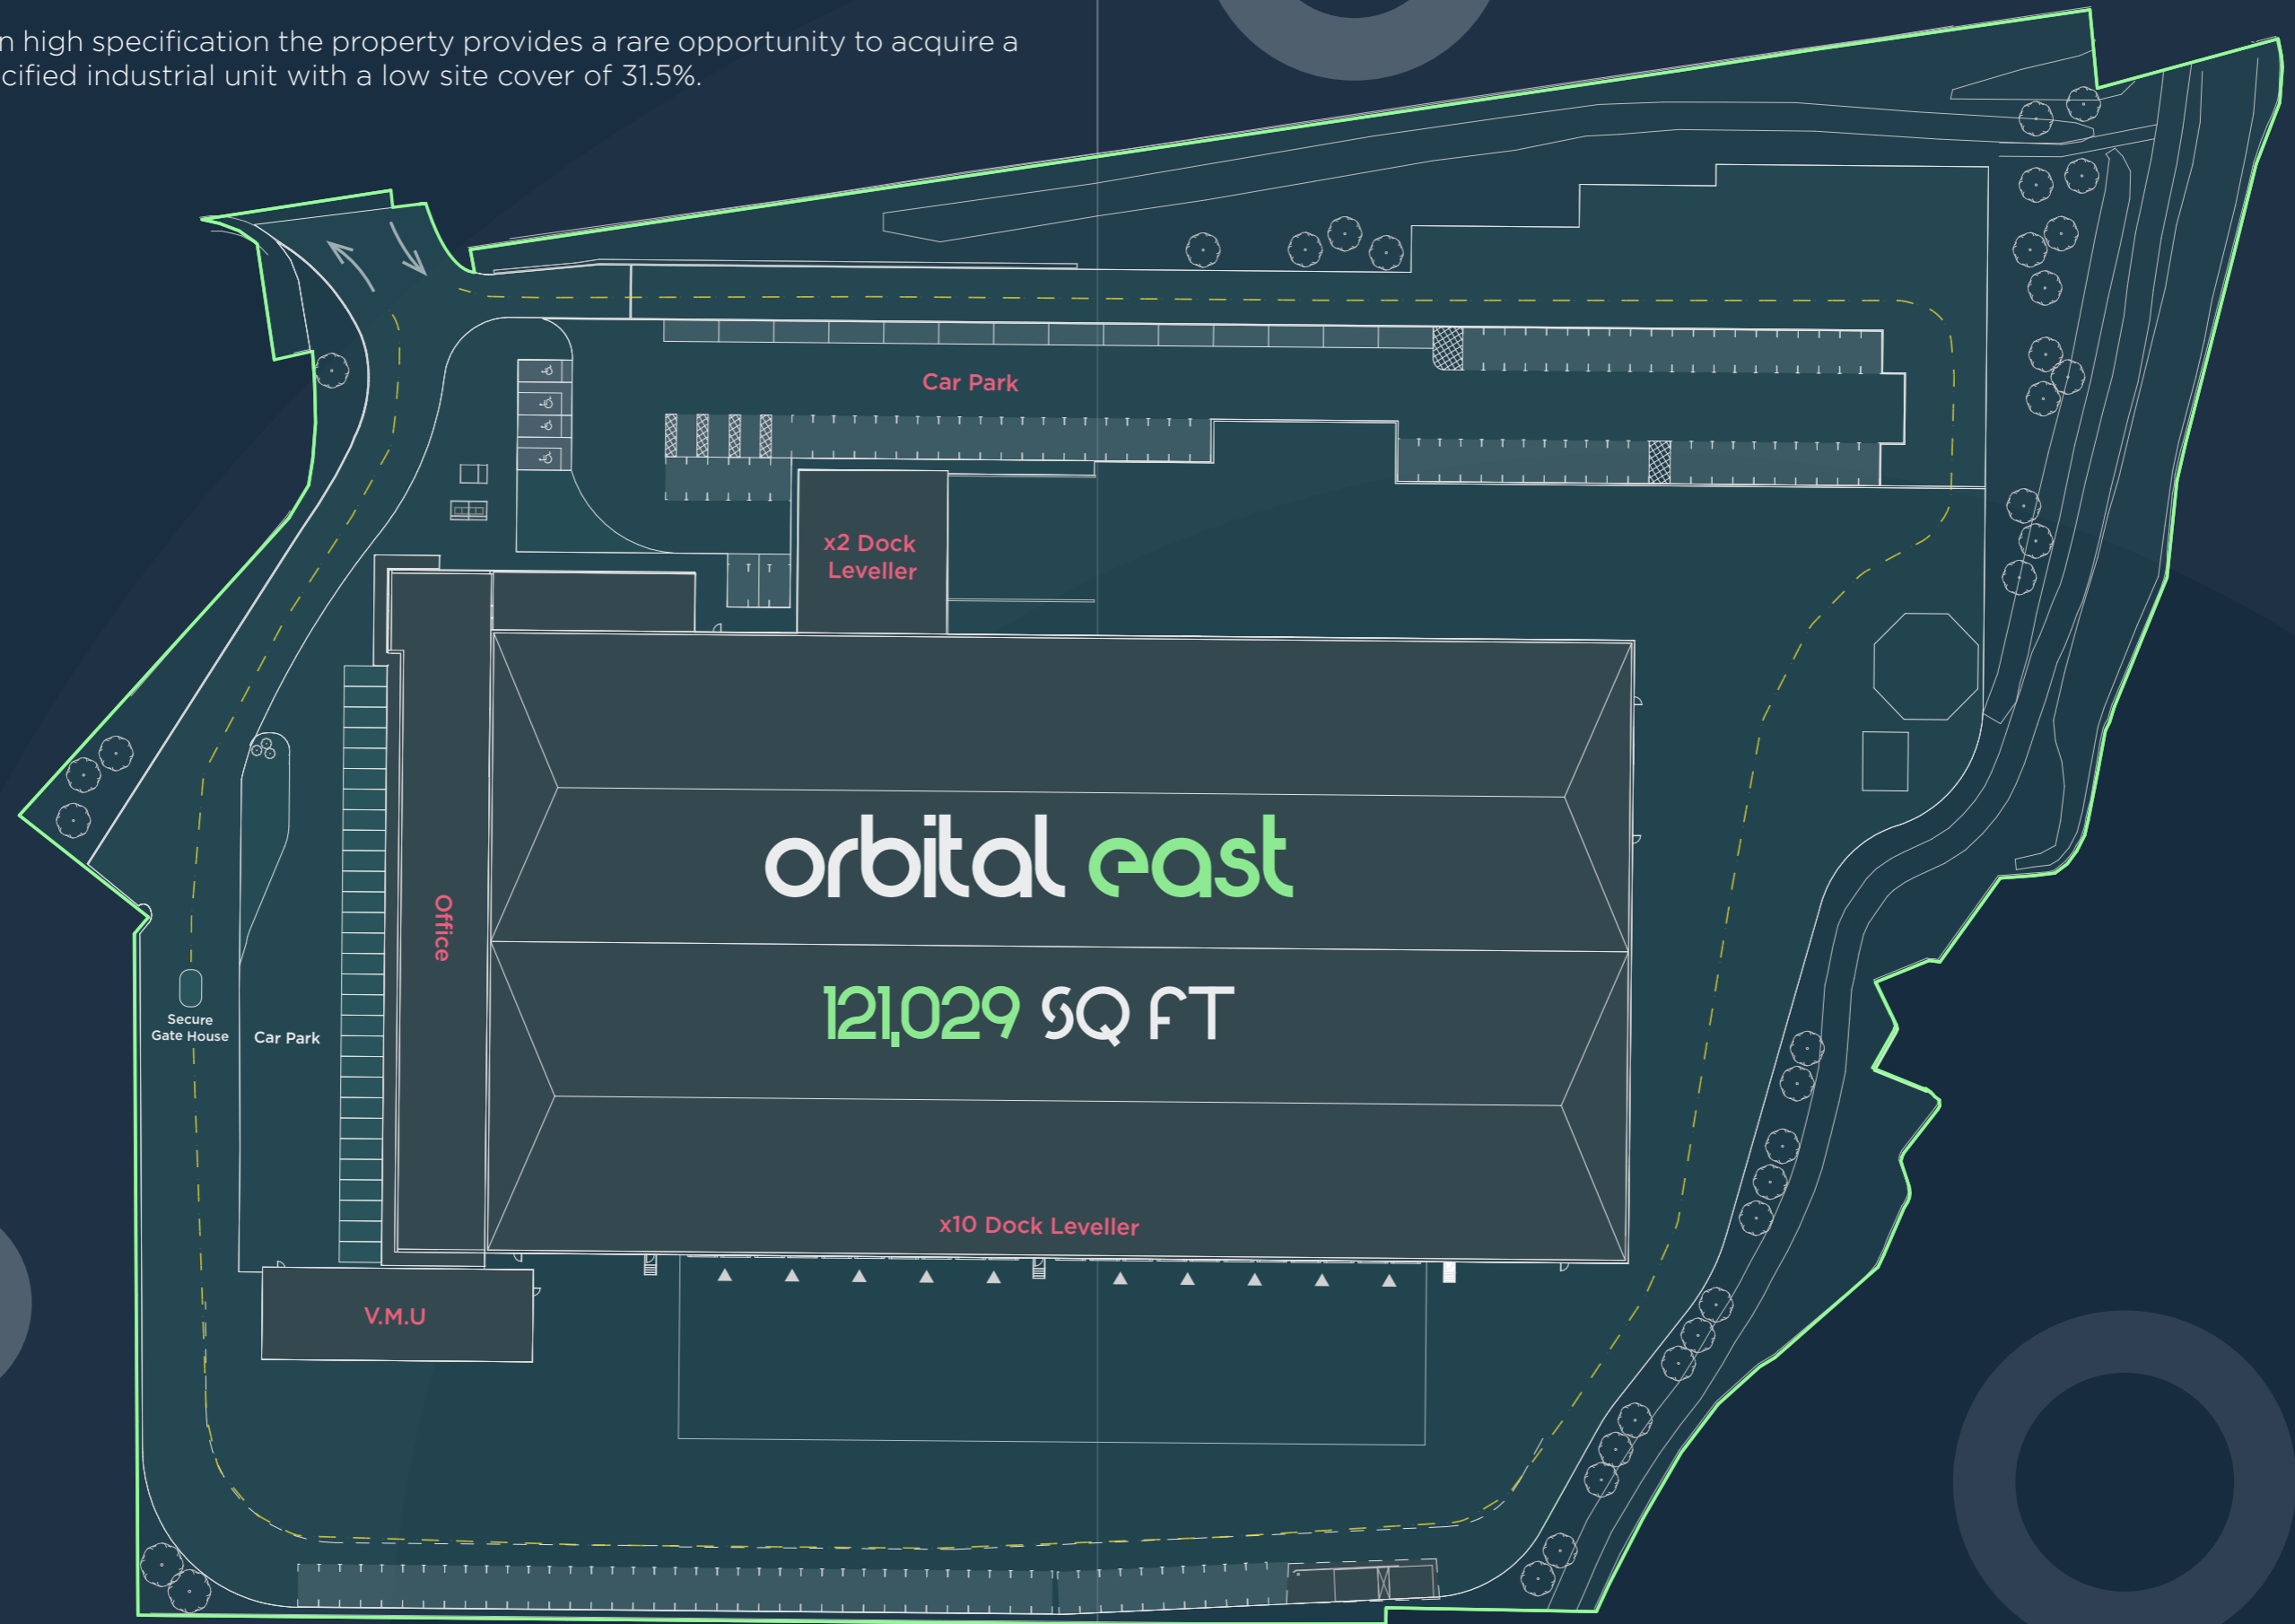 n high specification the property provides a rare opportunity to acquire a
cified industrial unit with a low site cover of 31.5%.
Car Park
x2 Dock
Leveller
orbital east
Office
121,029 SQ FT
Secure
Gate House
Car Park
x10 Dock Leveller
V.M.U